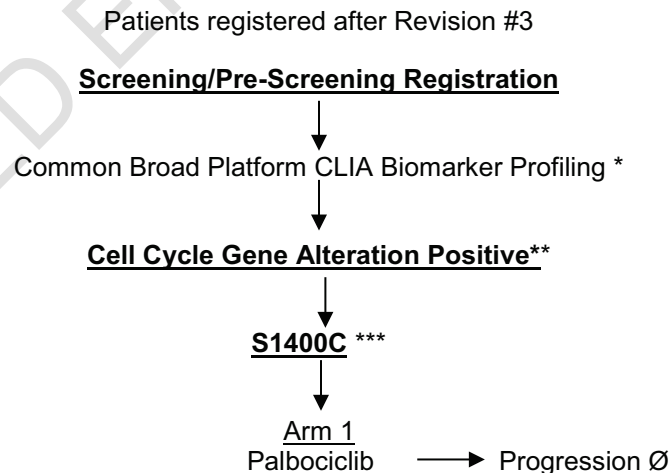 Patients registered after Revision #3
Screening/Pre-Screening Registration
Common Broad Platform CLIA Biomarker Profiling *
Cell Cycle Gene Alteration Positive**
S1400C ***
Arm 1
Palbociclib Progression Ø